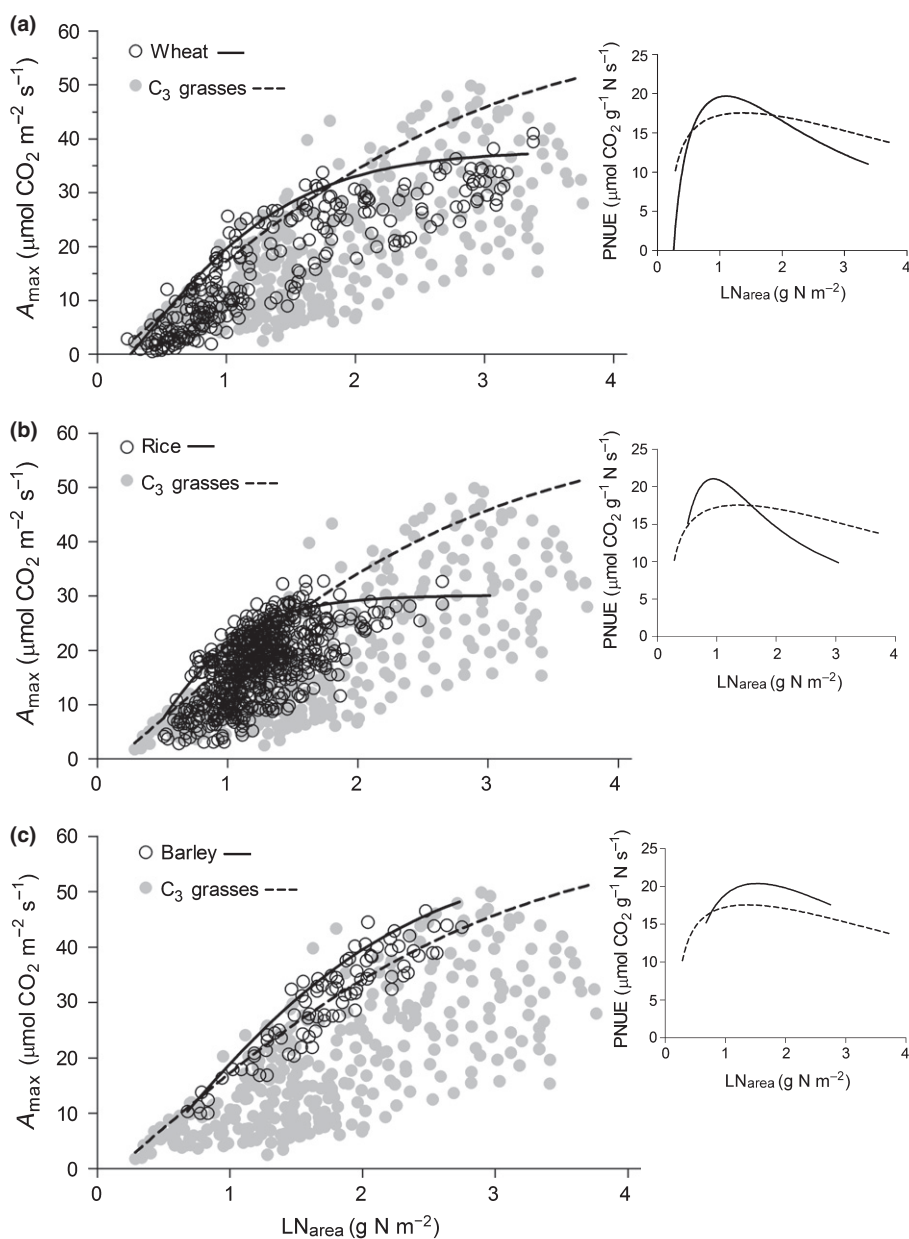 (a)
60
50
40
30
20
10
0
A max (μmol CO2 m−2 s−1)
Wheat
C3 grasses
0 1 2 3 4
25
20
15
10
5
0
PNUE (μmol CO2 g−1 N s−1)
0 1 2 3 4
LNarea (g N m−2)
(b)
60
50
40
30
20
10
0
Amax (μmol CO2 m−2 s−1)
Rice
C3 grasses
0 1 2 3 4
25
20
15
10
5
0
PNUE (μmol CO2 g−1 N s−1)
0 1 2 3 4
LNarea (g N m−2)
(c)
60
50
40
30
20
10
0
Amax (μmol CO2 m−2 s−1)
Barley
C3 grasses
0 1 2 3 4
LNarea (g N m−2)
25
20
15
10
5
0
PNUE (μmol CO2 g−1 N s−1)
0 1 2 3 4
LNarea (g N m−2)